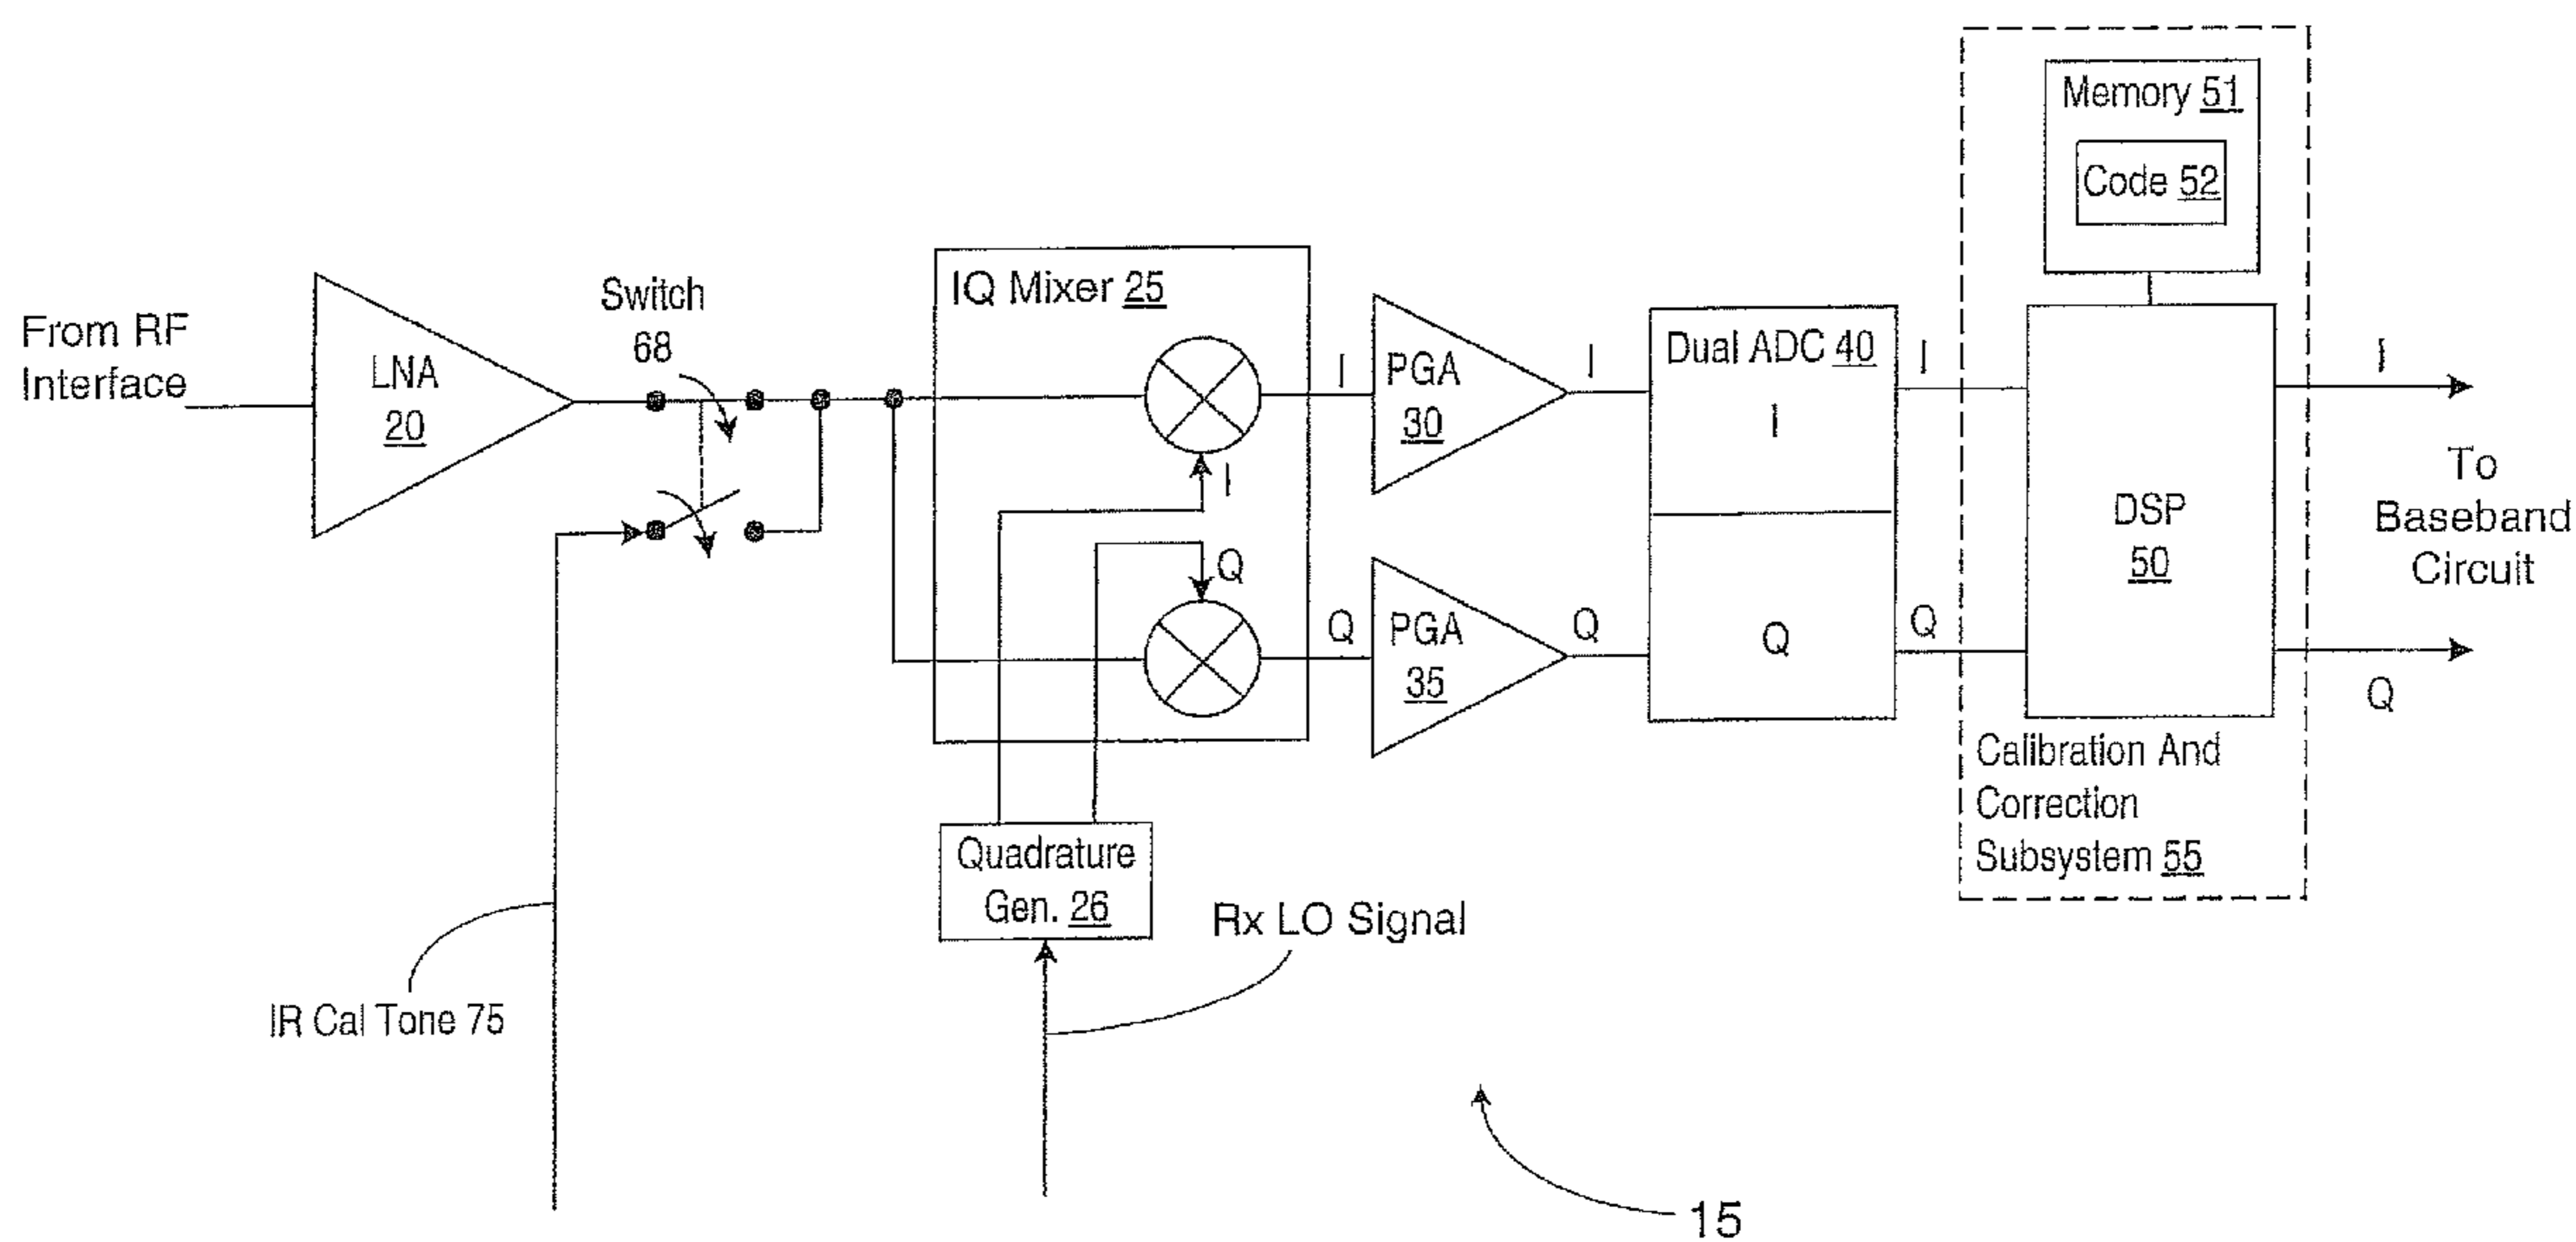 From RF
Interface
LNA
20
Switch
68
IQ Mixer 25
I
Q
I
PGA
30
I
Q
PGA
35
Q
Dual ADC 40
I
Q
I
Q
Memory 51
Code 52
DSP
50
Calibration And
Correction
Subsystem 55
I
To
Baseband
Circuit
Q
Quadrature
Gen. 26
Rx LO Signal
IR Cal Tone 75
15